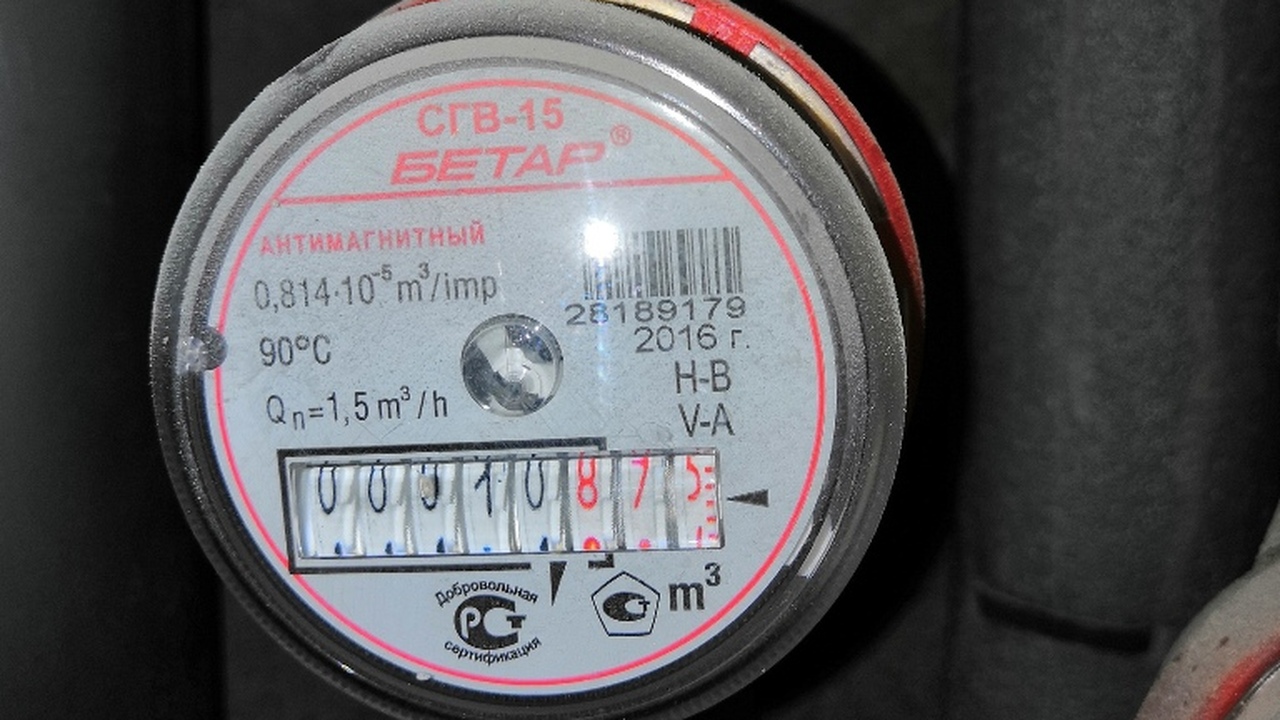 СГВ-15
БЕТАР®
АНТИМАГНИТНЫЙ
0,814·10⁻⁵ m³/imp
28189179
2016 г.
90°C
H-B
Qn=1,5 m³/h
V-A
00010875
m³
Добровольная
РСТ
сертификация